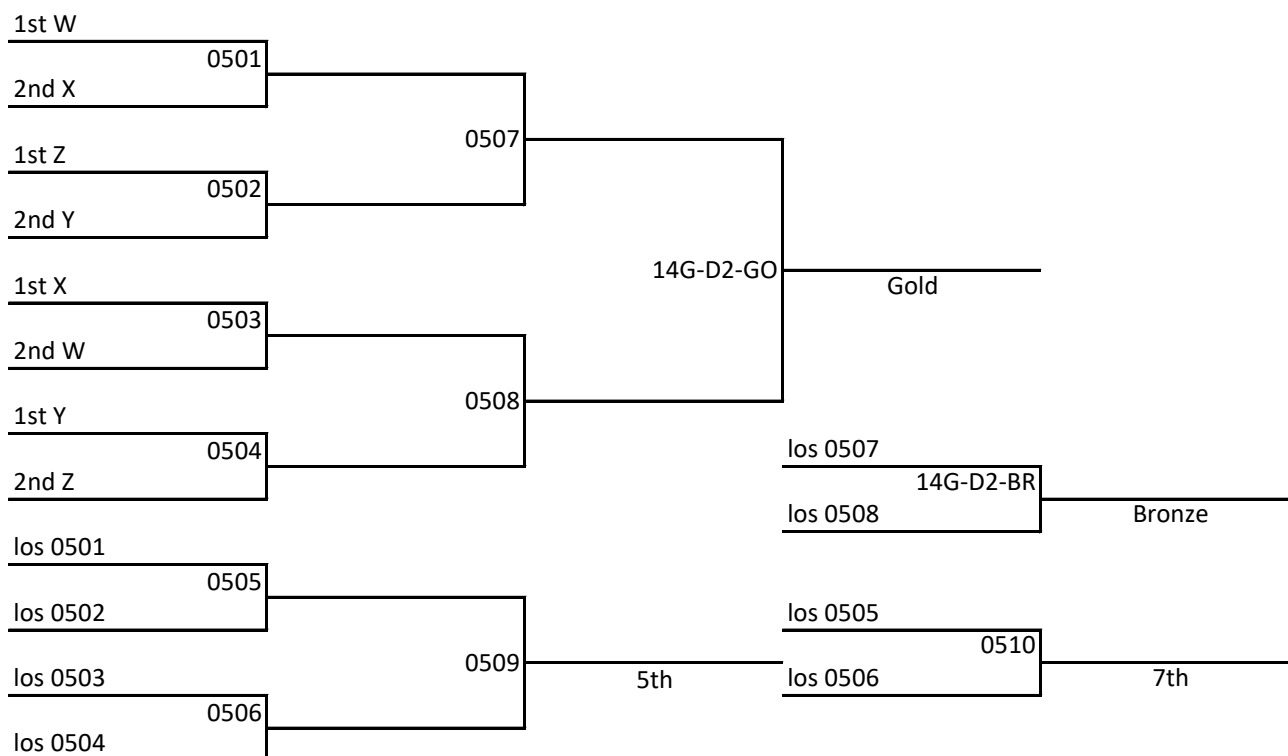 1st W
0501
2nd X
0507
1st Z
0502
2nd Y
14G-D2-GO
Gold
1st X
0503
2nd W
0508
1st Y
0504
2nd Z
los 0507
14G-D2-BR
los 0508
Bronze
los 0501
0505
los 0502
0509
5th
los 0503
0506
los 0504
los 0505
0510
los 0506
7th